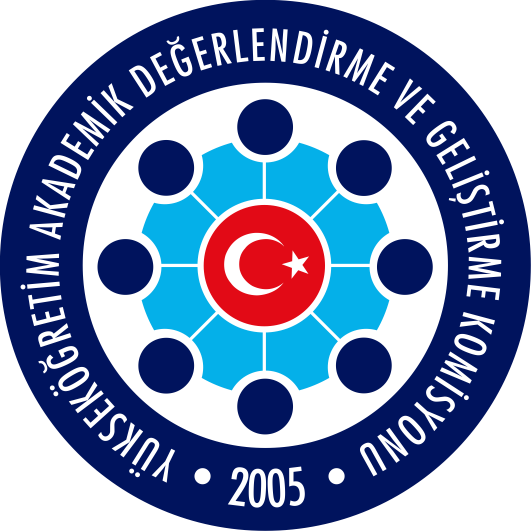 YÜKSEKÖĞRETİM AKADEMİK DEĞERLENDİRME VE GELİŞTİRME KOMİSYONU
• 2005 •